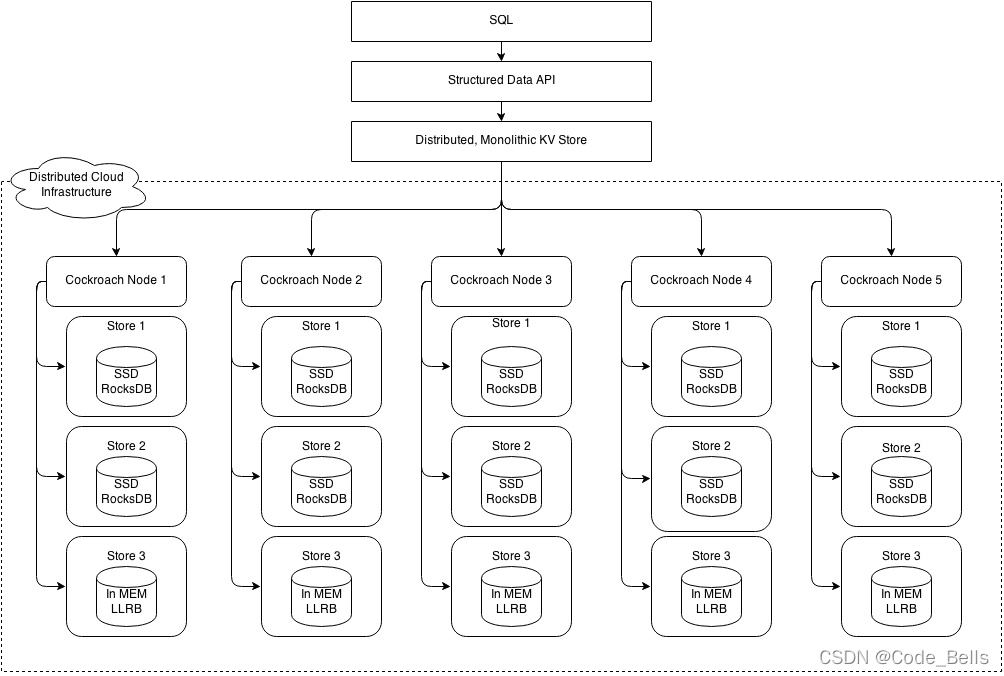 SQL
Structured Data API
Distributed, Monolithic KV Store
Distributed Cloud
Infrastructure
Cockroach Node 1
Cockroach Node 2
Cockroach Node 3
Cockroach Node 4
Cockroach Node 5
Store 1
Store 1
Store 1
Store 1
Store 1
SSD
RocksDB
SSD
RocksDB
SSD
RocksDB
SSD
RocksDB
SSD
RocksDB
Store 2
Store 2
Store 2
Store 2
Store 2
SSD
RocksDB
SSD
RocksDB
SSD
RocksDB
SSD
RocksDB
SSD
RocksDB
Store 3
Store 3
Store 3
Store 3
Store 3
In MEM
LLRB
In MEM
LLRB
In MEM
LLRB
In MEM
LLRB
In MEM
LLRB
CSDN @Code_Bells